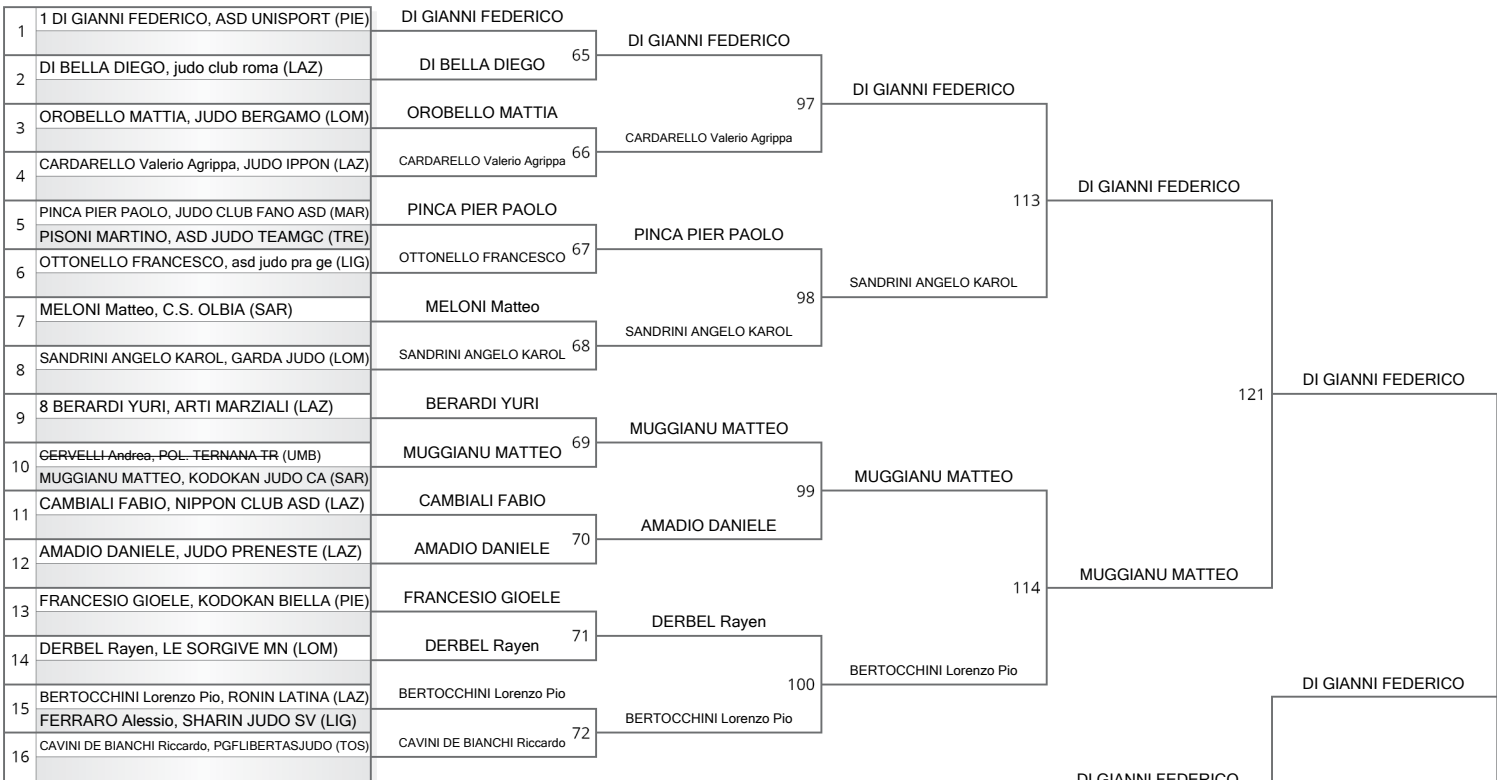 1 1 DI GIANNI FEDERICO, ASD UNISPORT (PIE)
2 DI BELLA DIEGO, judo club roma (LAZ)
3 OROBELLO MATTIA, JUDO BERGAMO (LOM)
4 CARDARELLO Valerio Agrippa, JUDO IPPON (LAZ)
5 PINCA PIER PAOLO, JUDO CLUB FANO ASD (MAR)
PISONI MARTINO, ASD JUDO TEAMGC (TRE)
6 OTTONELLO FRANCESCO, asd judo pra ge (LIG)
7 MELONI Matteo, C.S. OLBIA (SAR)
8 SANDRINI ANGELO KAROL, GARDA JUDO (LOM)
9 8 BERARDI YURI, ARTI MARZIALI (LAZ)
10 CERVELLI Andrea, POL. TERNANA TR (UMB)
MUGGIANU MATTEO, KODOKAN JUDO CA (SAR)
11 CAMBIALI FABIO, NIPPON CLUB ASD (LAZ)
12 AMADIO DANIELE, JUDO PRENESTE (LAZ)
13 FRANCESIO GIOELE, KODOKAN BIELLA (PIE)
14 DERBEL Rayen, LE SORGIVE MN (LOM)
15 BERTOCCHINI Lorenzo Pio, RONIN LATINA (LAZ)
FERRARO Alessio, SHARIN JUDO SV (LIG)
16 CAVINI DE BIANCHI Riccardo, PGFLIBERTASJUDO (TOS)
DI GIANNI FEDERICO
DI BELLA DIEGO 65
OROBELLO MATTIA
CARDARELLO Valerio Agrippa 66
PINCA PIER PAOLO
OTTONELLO FRANCESCO 67
MELONI Matteo
SANDRINI ANGELO KAROL 68
BERARDI YURI
MUGGIANU MATTEO 69
CAMBIALI FABIO
AMADIO DANIELE 70
FRANCESIO GIOELE
DERBEL Rayen 71
BERTOCCHINI Lorenzo Pio
CAVINI DE BIANCHI Riccardo 72
DI GIANNI FEDERICO
97
CARDARELLO Valerio Agrippa
PINCA PIER PAOLO
98
SANDRINI ANGELO KAROL
MUGGIANU MATTEO
99
AMADIO DANIELE
DERBEL Rayen
100
BERTOCCHINI Lorenzo Pio
DI GIANNI FEDERICO
113
SANDRINI ANGELO KAROL
MUGGIANU MATTEO
114
BERTOCCHINI Lorenzo Pio
DI GIANNI FEDERICO
121
MUGGIANU MATTEO
DI GIANNI FEDERICO
DI GIANNI FEDERICO
DI GIANNI FEDERICO